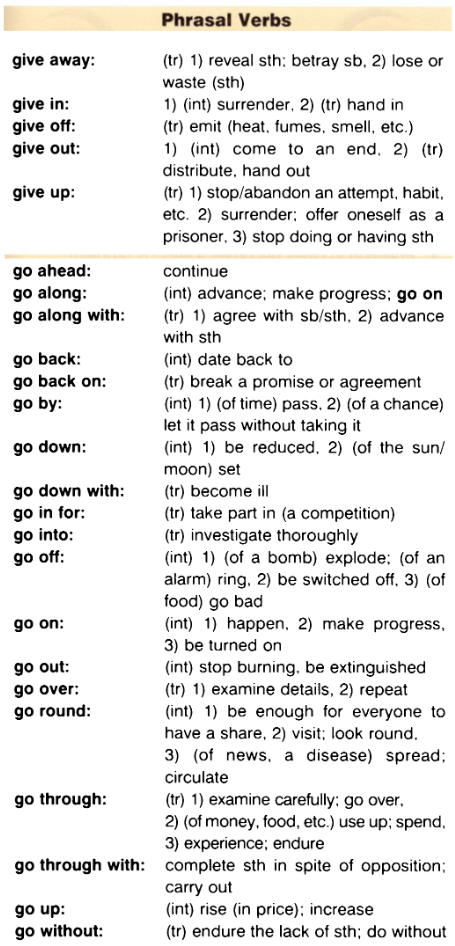 Phrasal Verbs
give away: (tr) 1) reveal sth; betray sb, 2) lose or
waste (sth)
give in: 1) (int) surrender, 2) (tr) hand in
give off: (tr) emit (heat, fumes, smell, etc.)
give out: 1) (int) come to an end, 2) (tr)
distribute, hand out
give up: (tr) 1) stop/abandon an attempt, habit,
etc. 2) surrender; offer oneself as a
prisoner, 3) stop doing or having sth
go ahead: continue
go along: (int) advance; make progress; go on
go along with: (tr) 1) agree with sb/sth, 2) advance
with sth
go back: (int) date back to
go back on: (tr) break a promise or agreement
go by: (int) 1) (of time) pass, 2) (of a chance)
let it pass without taking it
go down: (int) 1) be reduced, 2) (of the sun/
moon) set
go down with: (tr) become ill
go in for: (tr) take part in (a competition)
go into: (tr) investigate thoroughly
go off: (int) 1) (of a bomb) explode; (of an
alarm) ring, 2) be switched off, 3) (of
food) go bad
go on: (int) 1) happen, 2) make progress,
3) be turned on
go out: (int) stop burning, be extinguished
go over: (tr) 1) examine details, 2) repeat
go round: (int) 1) be enough for everyone to
have a share, 2) visit; look round,
3) (of news, a disease) spread;
circulate
go through: (tr) 1) examine carefully; go over,
2) (of money, food, etc.) use up; spend,
3) experience; endure
go through with: complete sth in spite of opposition;
carry out
go up: (int) rise (in price); increase
go without: (tr) endure the lack of sth; do without